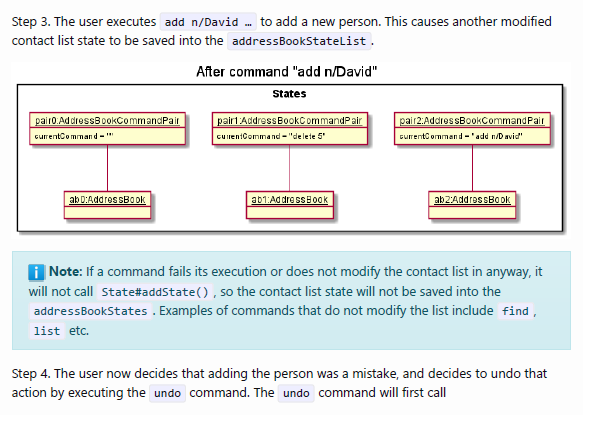 Step 3. The user executes add n/David … to add a new person. This causes another modified
contact list state to be saved into the addressBookStateList .
After command "add n/David"
States
pair0:AddressBookCommandPair
currentCommand = ""
pair1:AddressBookCommandPair
currentCommand = "delete 5"
pair2:AddressBookCommandPair
currentCommand = "add n/David"
ab0:AddressBook
ab1:AddressBook
ab2:AddressBook
Note: If a command fails its execution or does not modify the contact list in anyway, it
will not call State#addState() , so the contact list state will not be saved into the
addressBookStates . Examples of commands that do not modify the list include find ,
list etc.
Step 4. The user now decides that adding the person was a mistake, and decides to undo that
action by executing the undo command. The undo command will first call